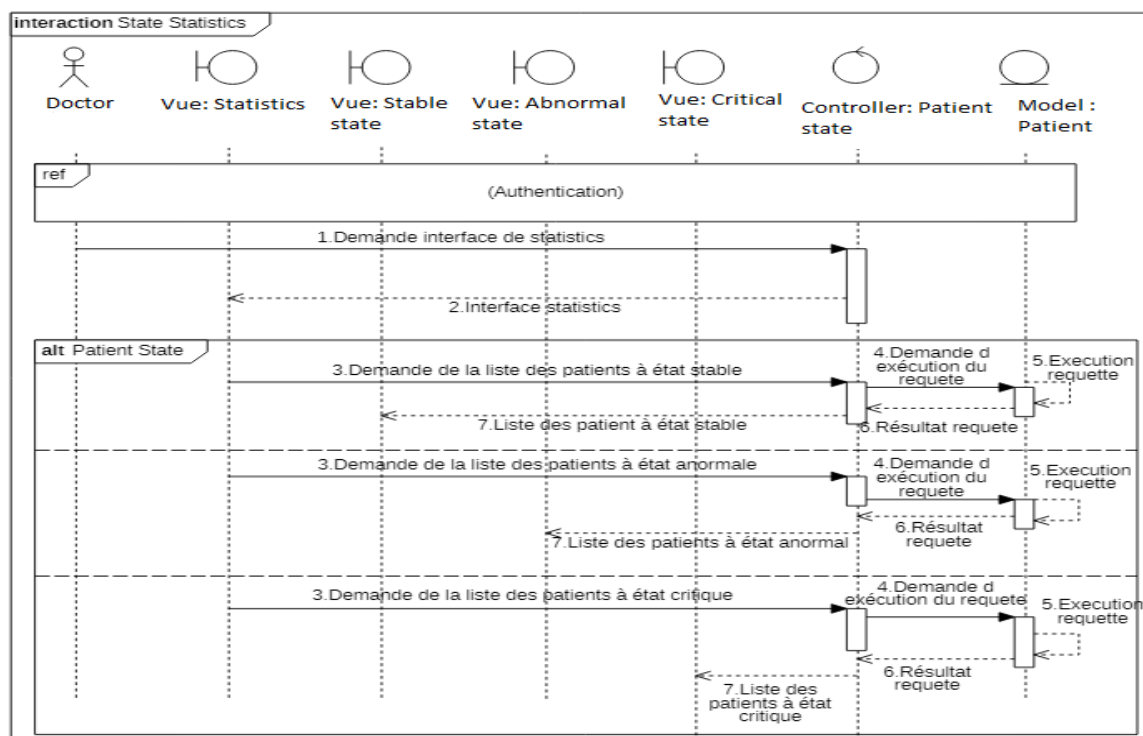 interaction State Statistics
Doctor
Vue: Statistics
Vue: Stable
state
Vue: Abnormal
state
Vue: Critical
state
Controller: Patient
state
Model :
Patient
ref
(Authentication)
1.Demande interface de statistics
2.Interface statistics
alt Patient State
3.Demande de la liste des patients à état stable
4.Demande d
exécution du
requete
5.Execution
requette
6.Résultat requete
7.Liste des patient à état stable
3.Demande de la liste des patients à état anormale
4.Demande d
exécution du
requete
5.Execution
requette
6.Résultat
requete
7.Liste des patients à état anormal
3.Demande de la liste des patients à état critique
4.Demande d
exécution du requete
5.Execution
requette
6.Résultat
requete
7.Liste des
patients à état
critique